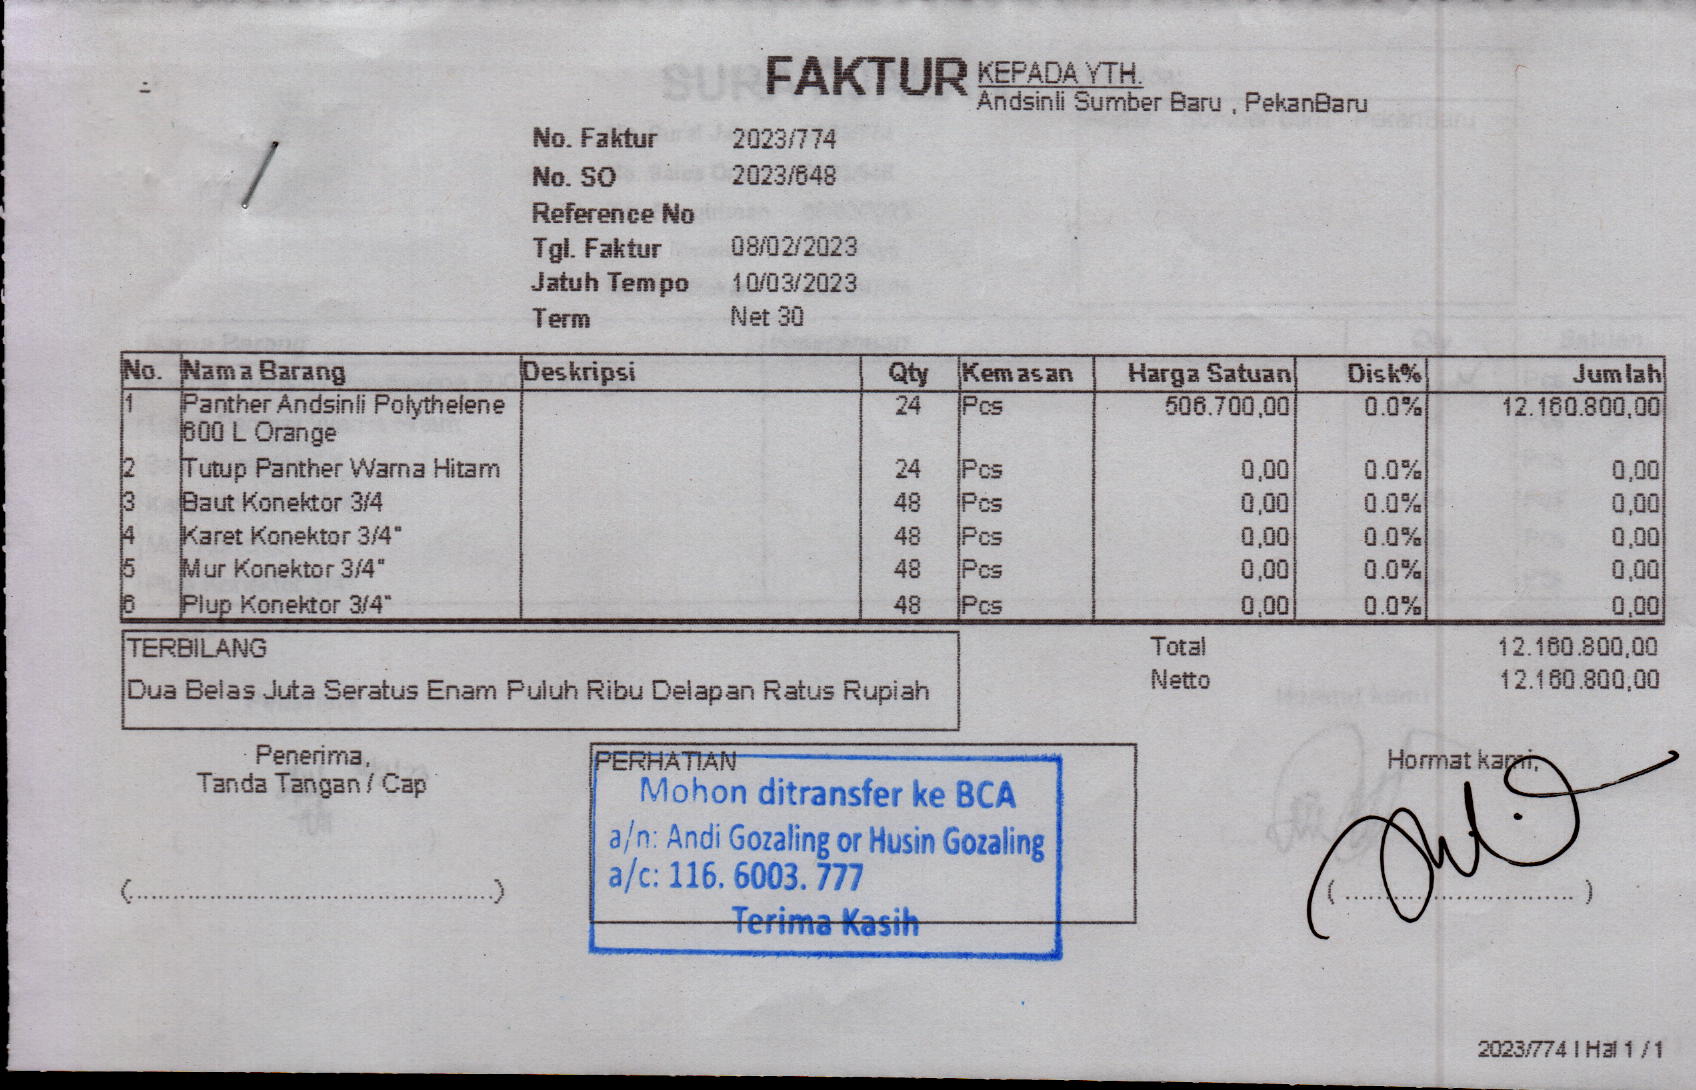 FAKTUR
KEPADA YTH.
Andsinli Sumber Baru , PekanBaru
No. Faktur 2023/774
No. SO 2023/648
Reference No
Tgl. Faktur 08/02/2023
Jatuh Tempo 10/03/2023
Term Net 30
No. Nama Barang Deskripsi Qty Kemasan Harga Satuan Disk% Jumlah
1 Panther Andsinli Polythelene 24 Pcs 506.700,00 0.0% 12.160.800,00
600 L Orange
2 Tutup Panther Warna Hitam 24 Pcs 0,00 0.0% 0,00
3 Baut Konektor 3/4 48 Pcs 0,00 0.0% 0,00
4 Karet Konektor 3/4" 48 Pcs 0,00 0.0% 0,00
5 Mur Konektor 3/4" 48 Pcs 0,00 0.0% 0,00
6 Plup Konektor 3/4" 48 Pcs 0,00 0.0% 0,00
TERBILANG
Dua Belas Juta Seratus Enam Puluh Ribu Delapan Ratus Rupiah
Total 12.160.800,00
Netto 12.160.800,00
Penerima,
Tanda Tangan / Cap
(................................................)
PERHATIAN
Mohon ditransfer ke BCA
a/n: Andi Gozaling or Husin Gozaling
a/c: 116. 6003. 777
Terima Kasih
Hormat kami,
( .............................. )
2023/774 | Hal 1 / 1